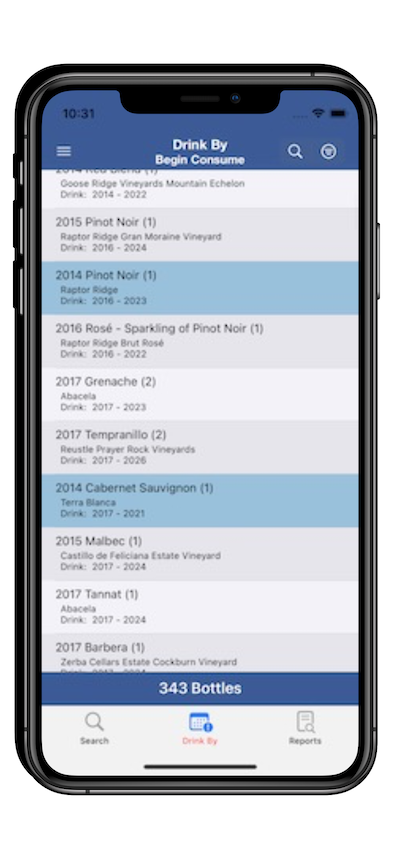 10:31
Drink By
Begin Consume
2014 Red Blend (1)
Goose Ridge Vineyards Mountain Echelon
Drink: 2014 - 2022
2015 Pinot Noir (1)
Raptor Ridge Gran Moraine Vineyard
Drink: 2016 - 2024
2014 Pinot Noir (1)
Raptor Ridge
Drink: 2016 - 2023
2016 Rosé - Sparkling of Pinot Noir (1)
Raptor Ridge Brut Rosé
Drink: 2016 - 2022
2017 Grenache (2)
Abacela
Drink: 2017 - 2023
2017 Tempranillo (2)
Reustle Prayer Rock Vineyards
Drink: 2017 - 2026
2014 Cabernet Sauvignon (1)
Terra Blanca
Drink: 2017 - 2021
2015 Malbec (1)
Castillo de Feliciana Estate Vineyard
Drink: 2017 - 2024
2017 Tannat (1)
Abacela
Drink: 2017 - 2024
2017 Barbera (1)
Zerba Cellars Estate Cockburn Vineyard
Drink: 2017 - 2024
343 Bottles
Search
Drink By
Reports